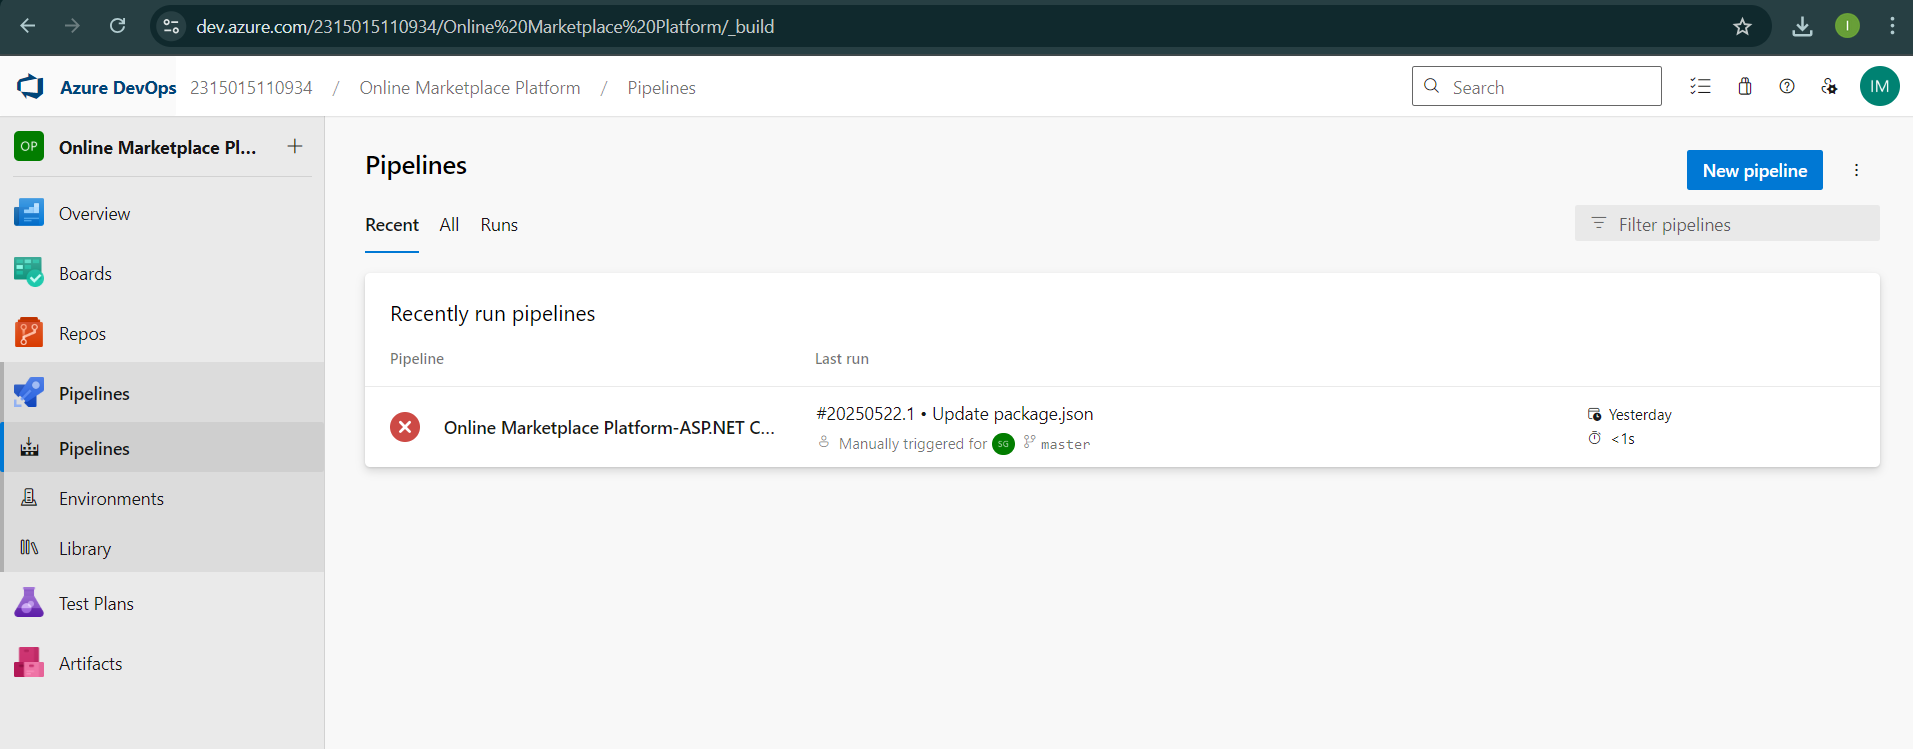 dev.azure.com/2315015110934/Online%20Marketplace%20Platform/_build
I
Azure DevOps 2315015110934 / Online Marketplace Platform / Pipelines
Search
IM
OP Online Marketplace Pl...
Overview
Boards
Repos
Pipelines
Pipelines
Environments
Library
Test Plans
Artifacts
Pipelines
New pipeline
Recent All Runs
Filter pipelines
Recently run pipelines
Pipeline Last run
Online Marketplace Platform-ASP.NET C...
#20250522.1 • Update package.json
Manually triggered for SG master
Yesterday
<1s